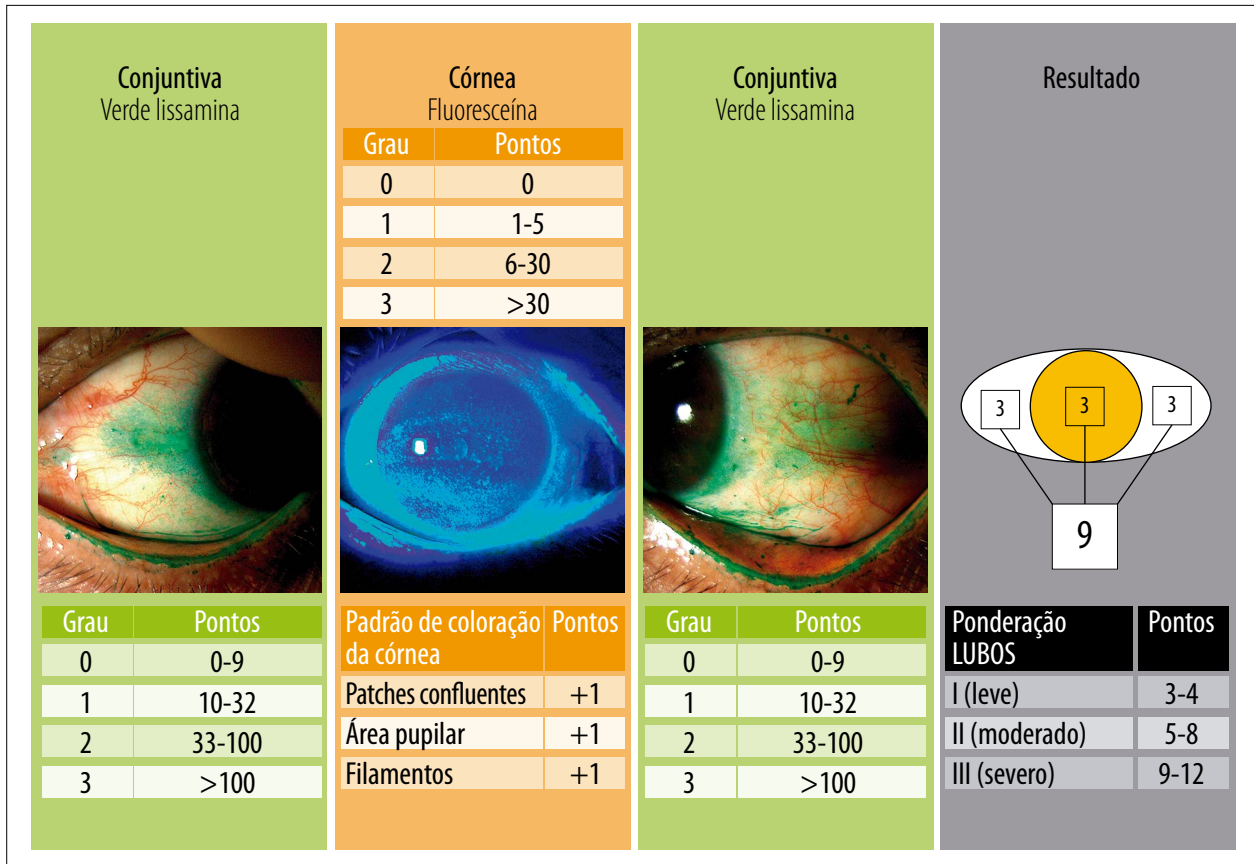 Conjuntiva
Verde lissamina
Grau Pontos
0 0-9
1 10-32
2 33-100
3 >100
Córnea
Fluoresceína
Grau Pontos
0 0
1 1-5
2 6-30
3 >30
Padrão de coloração Pontos
da córnea
Patches confluentes +1
Área pupilar +1
Filamentos +1
Conjuntiva
Verde lissamina
Grau Pontos
0 0-9
1 10-32
2 33-100
3 >100
Resultado
3 3 3
9
Ponderação Pontos
LUBOS
I (leve) 3-4
II (moderado) 5-8
III (severo) 9-12